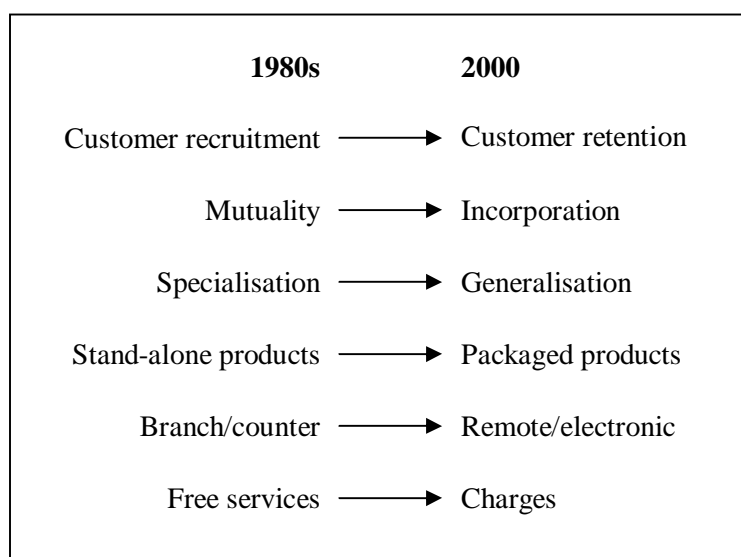 1980s 2000
Customer recruitment Customer retention
Mutuality Incorporation
Specialisation Generalisation
Stand-alone products Packaged products
Branch/counter Remote/electronic
Free services Charges